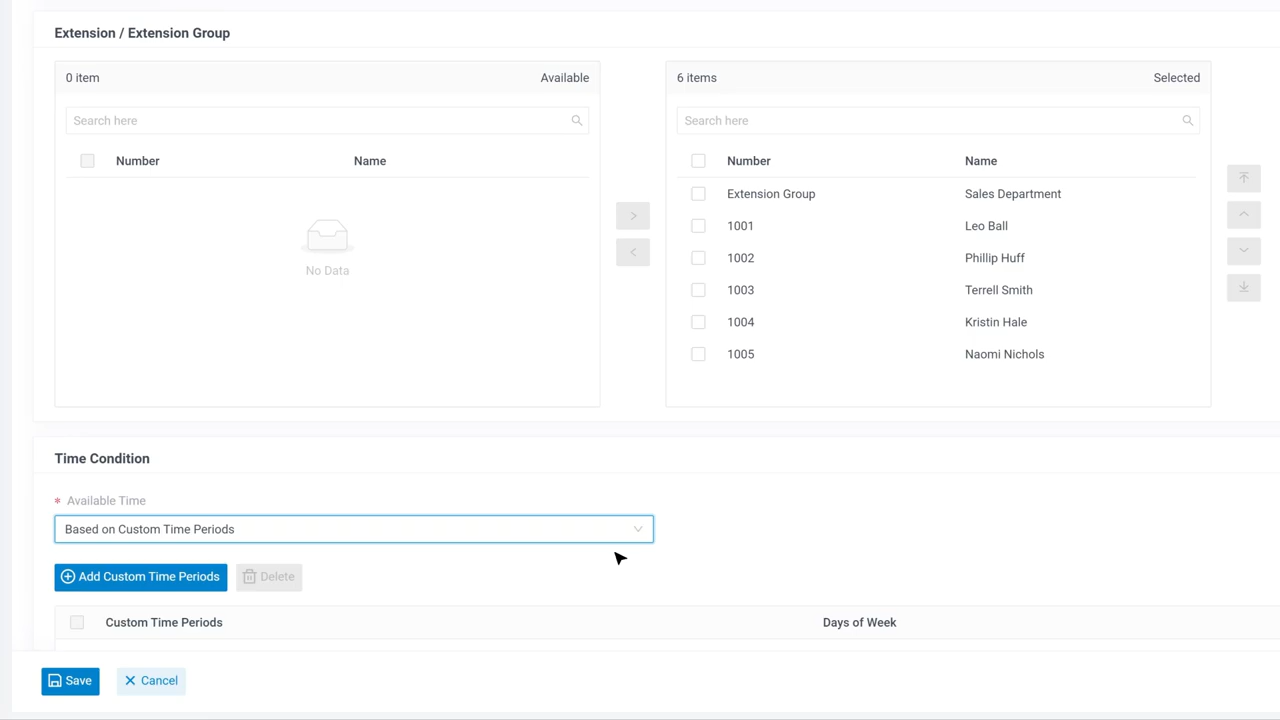 Extension / Extension Group
0 item Available
Search here
Number Name
No Data
>
<
6 items Selected
Search here
Number Name
Extension Group Sales Department
1001 Leo Ball
1002 Phillip Huff
1003 Terrell Smith
1004 Kristin Hale
1005 Naomi Nichols
Time Condition
* Available Time
Based on Custom Time Periods
Add Custom Time Periods Delete
Custom Time Periods Days of Week
Save Cancel